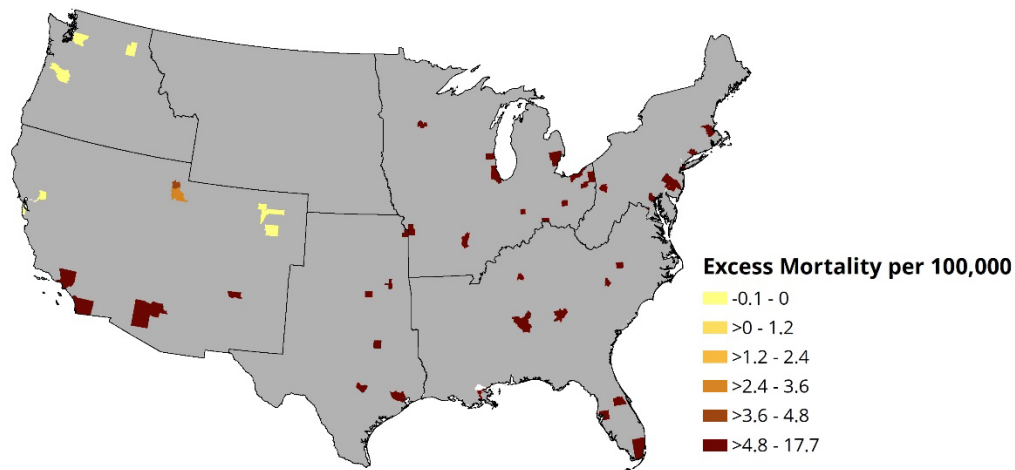 Excess Mortality per 100,000
-0.1 - 0
>0 - 1.2
>1.2 - 2.4
>2.4 - 3.6
>3.6 - 4.8
>4.8 - 17.7